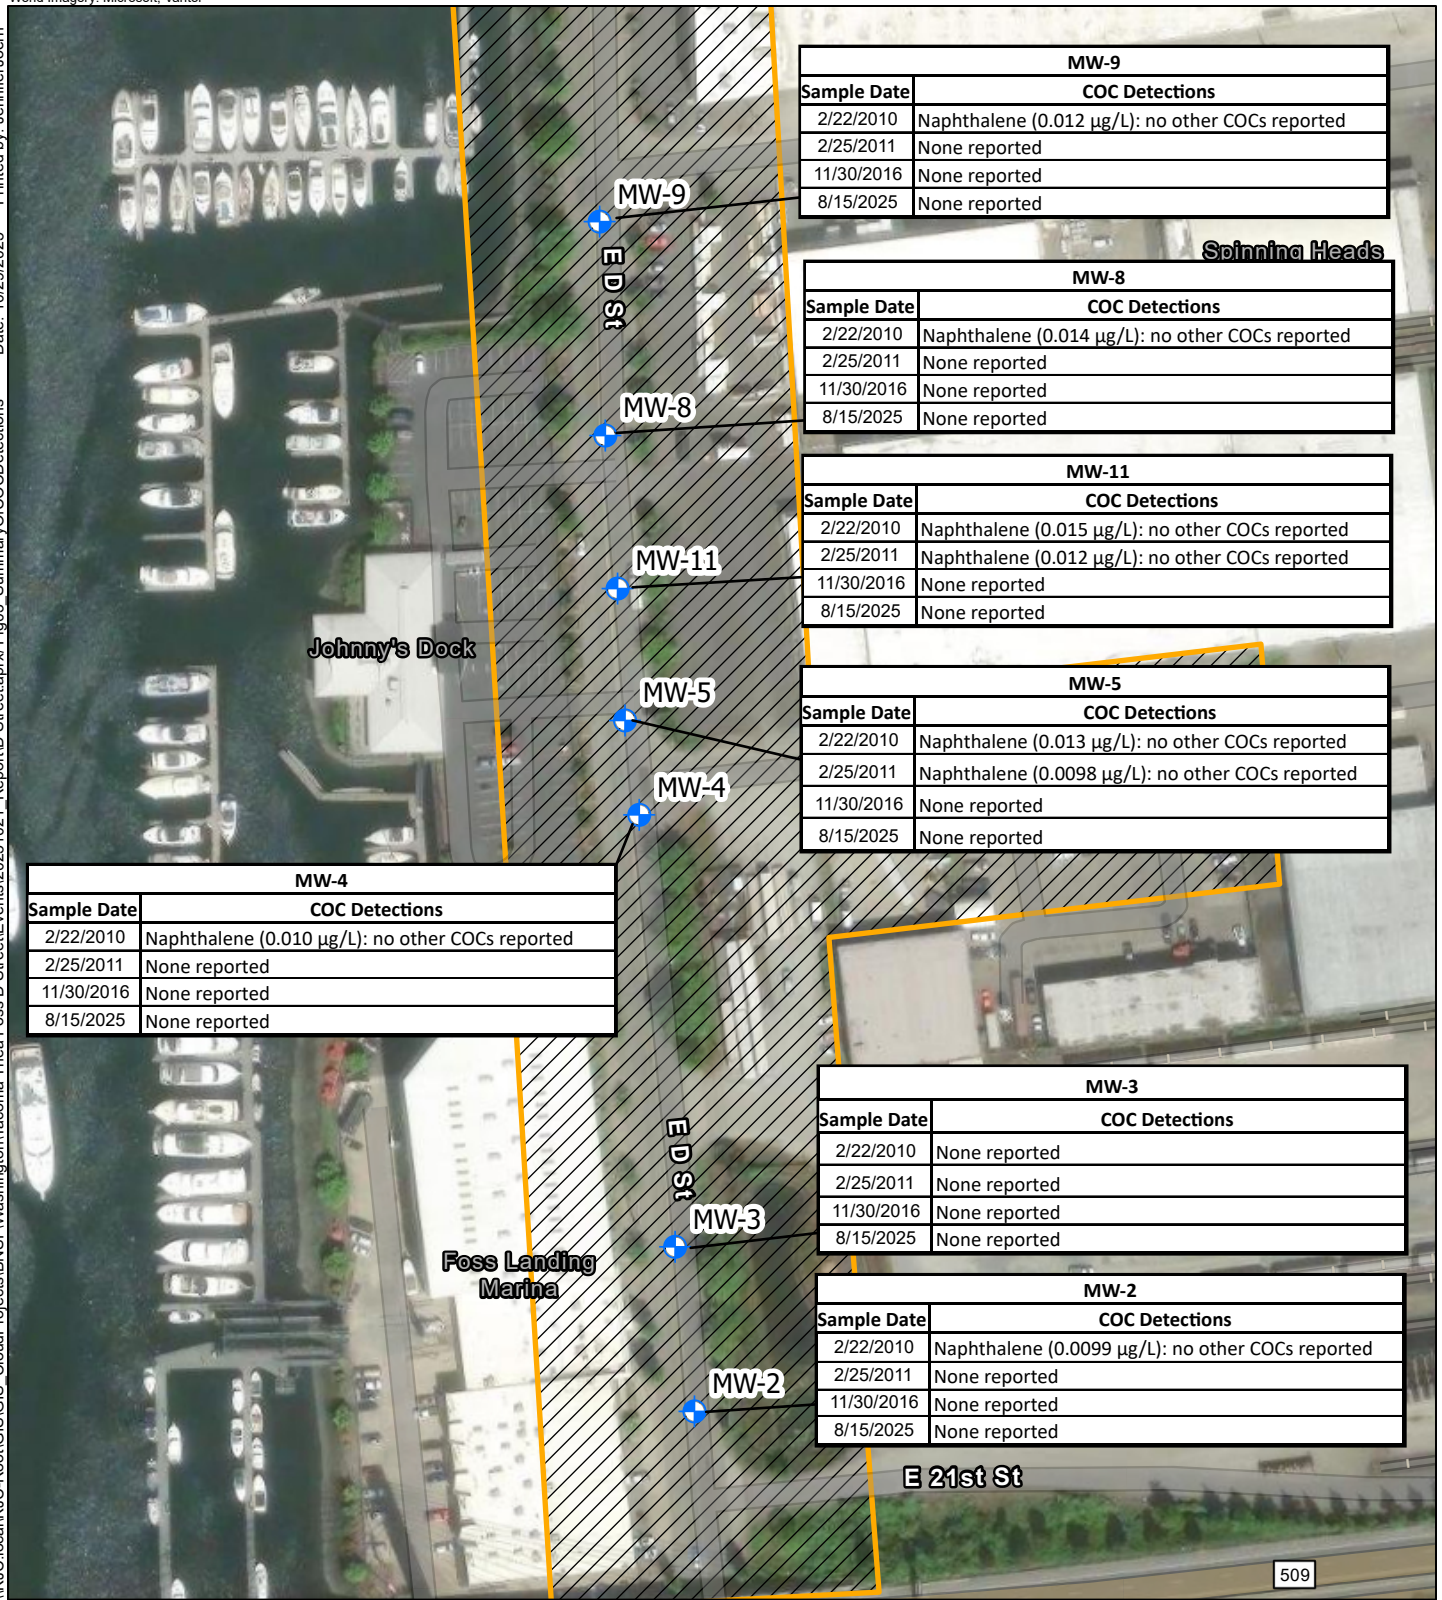 MW-9
Sample Date COC Detections
2/22/2010 Naphthalene (0.012 µg/L): no other COCs reported
2/25/2011 None reported
11/30/2016 None reported
8/15/2025 None reported
MW-9
E D St
Spinning Heads
MW-8
Sample Date COC Detections
2/22/2010 Naphthalene (0.014 µg/L): no other COCs reported
2/25/2011 None reported
11/30/2016 None reported
8/15/2025 None reported
MW-8
MW-11
Sample Date COC Detections
2/22/2010 Naphthalene (0.015 µg/L): no other COCs reported
2/25/2011 Naphthalene (0.012 µg/L): no other COCs reported
11/30/2016 None reported
8/15/2025 None reported
MW-11
Johnny's Dock
MW-5
Sample Date COC Detections
2/22/2010 Naphthalene (0.013 µg/L): no other COCs reported
2/25/2011 Naphthalene (0.0098 µg/L): no other COCs reported
11/30/2016 None reported
8/15/2025 None reported
MW-5
MW-4
MW-4
Sample Date COC Detections
2/22/2010 Naphthalene (0.010 µg/L): no other COCs reported
2/25/2011 None reported
11/30/2016 None reported
8/15/2025 None reported
MW-3
Sample Date COC Detections
2/22/2010 None reported
2/25/2011 None reported
11/30/2016 None reported
8/15/2025 None reported
E D St
MW-3
Foss Landing
Marina
MW-2
Sample Date COC Detections
2/22/2010 Naphthalene (0.0099 µg/L): no other COCs reported
2/25/2011 None reported
11/30/2016 None reported
8/15/2025 None reported
MW-2
E 21st St
509